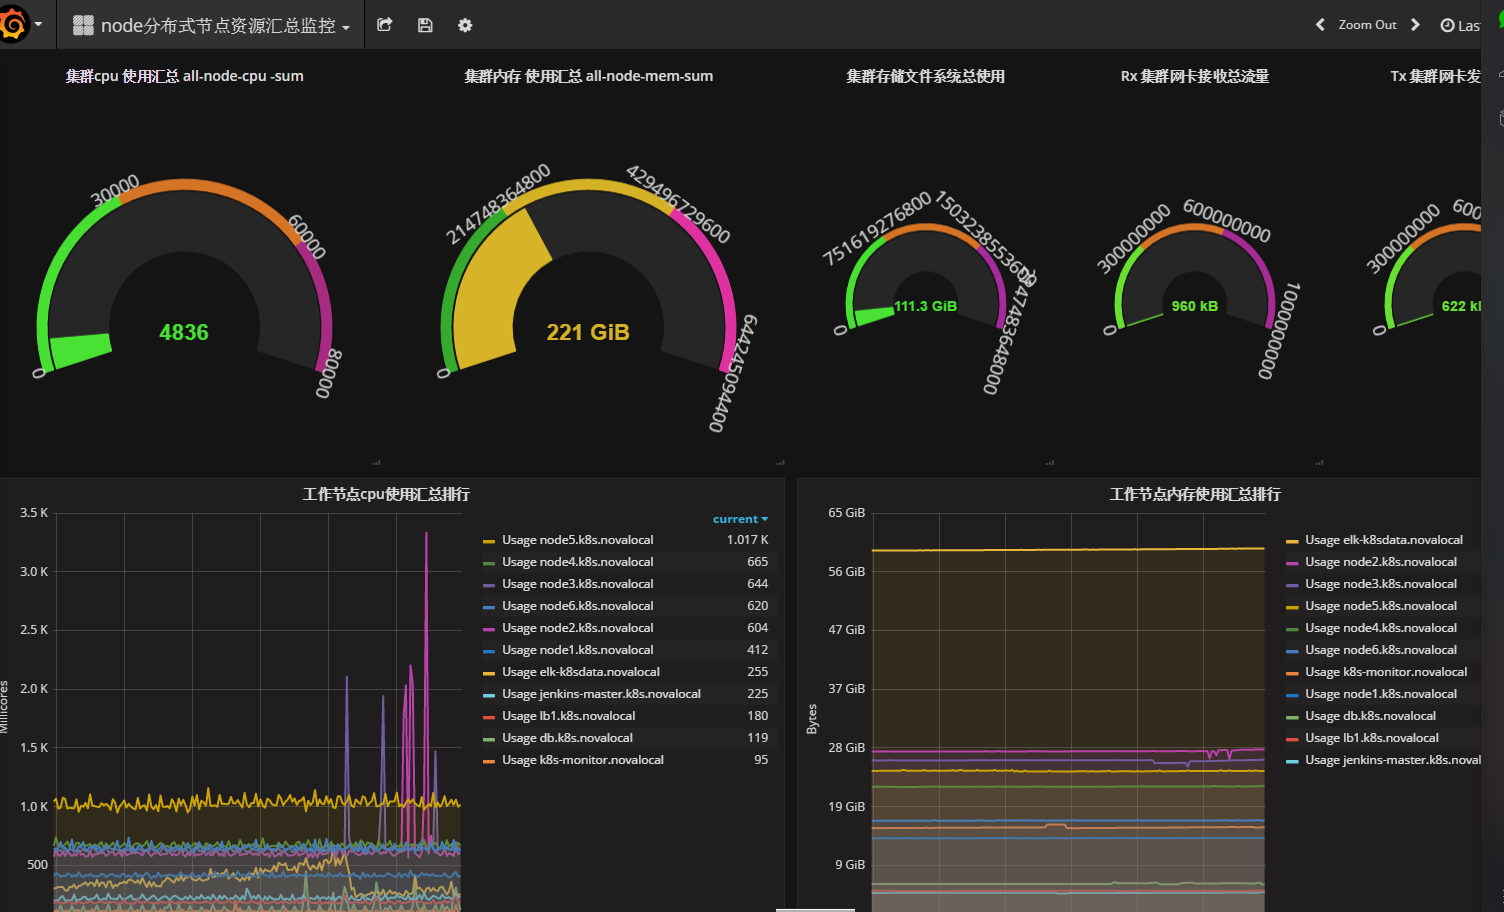 node分布式节点资源汇总监控
Zoom Out
Las
集群cpu 使用汇总 all-node-cpu -sum
集群内存 使用汇总 all-node-mem-sum
集群存储文件系统总使用
Rx 集群网卡接收总流量
Tx 集群网卡发
0
30000
60000
80000
4836
0
214748364800
429496729600
644245094400
221 GiB
0
751619276800
1503238553600
2147483648000
111.3 GiB
0
300000000
600000000
1000000000
960 kB
0
300000000
600
622 k
工作节点cpu使用汇总排行
3.5 K
3.0 K
2.5 K
2.0 K
1.5 K
1.0 K
500
Millicores
current
Usage node5.k8s.novalocal 1.017 K
Usage node4.k8s.novalocal 665
Usage node3.k8s.novalocal 644
Usage node6.k8s.novalocal 620
Usage node2.k8s.novalocal 604
Usage node1.k8s.novalocal 412
Usage elk-k8sdata.novalocal 255
Usage jenkins-master.k8s.novalocal 225
Usage lb1.k8s.novalocal 180
Usage db.k8s.novalocal 119
Usage k8s-monitor.novalocal 95
工作节点内存使用汇总排行
65 GiB
56 GiB
47 GiB
37 GiB
28 GiB
19 GiB
9 GiB
Bytes
Usage elk-k8sdata.novalocal
Usage node2.k8s.novalocal
Usage node3.k8s.novalocal
Usage node5.k8s.novalocal
Usage node4.k8s.novalocal
Usage node6.k8s.novalocal
Usage k8s-monitor.novalocal
Usage node1.k8s.novalocal
Usage db.k8s.novalocal
Usage lb1.k8s.novalocal
Usage jenkins-master.k8s.noval